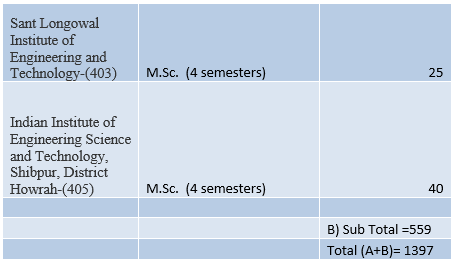 Sant Longowal
Institute of
Engineering and
Technology-(403) M.Sc. (4 semesters) 25
Indian Institute of
Engineering Science
and Technology,
Shibpur, District
Howrah-(405) M.Sc. (4 semesters) 40
B) Sub Total =559
Total (A+B)= 1397